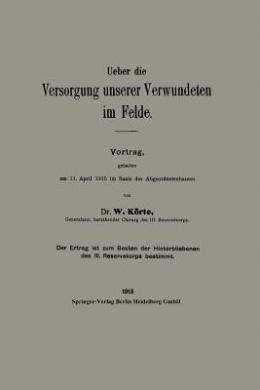 Ueber die
Versorgung unserer Verwundeten
im Felde.
Vortrag,
gehalten
am 11. April 1915 im Saale des Abgeordnetenhauses
von
Dr. W. Körte,
Generalarzt, beratender Chirurg des III. Reservekorps.
Der Ertrag ist zum Besten der Hinterbliebenen
des III. Reservekorps bestimmt.
1915
Springer-Verlag Berlin Heidelberg GmbH